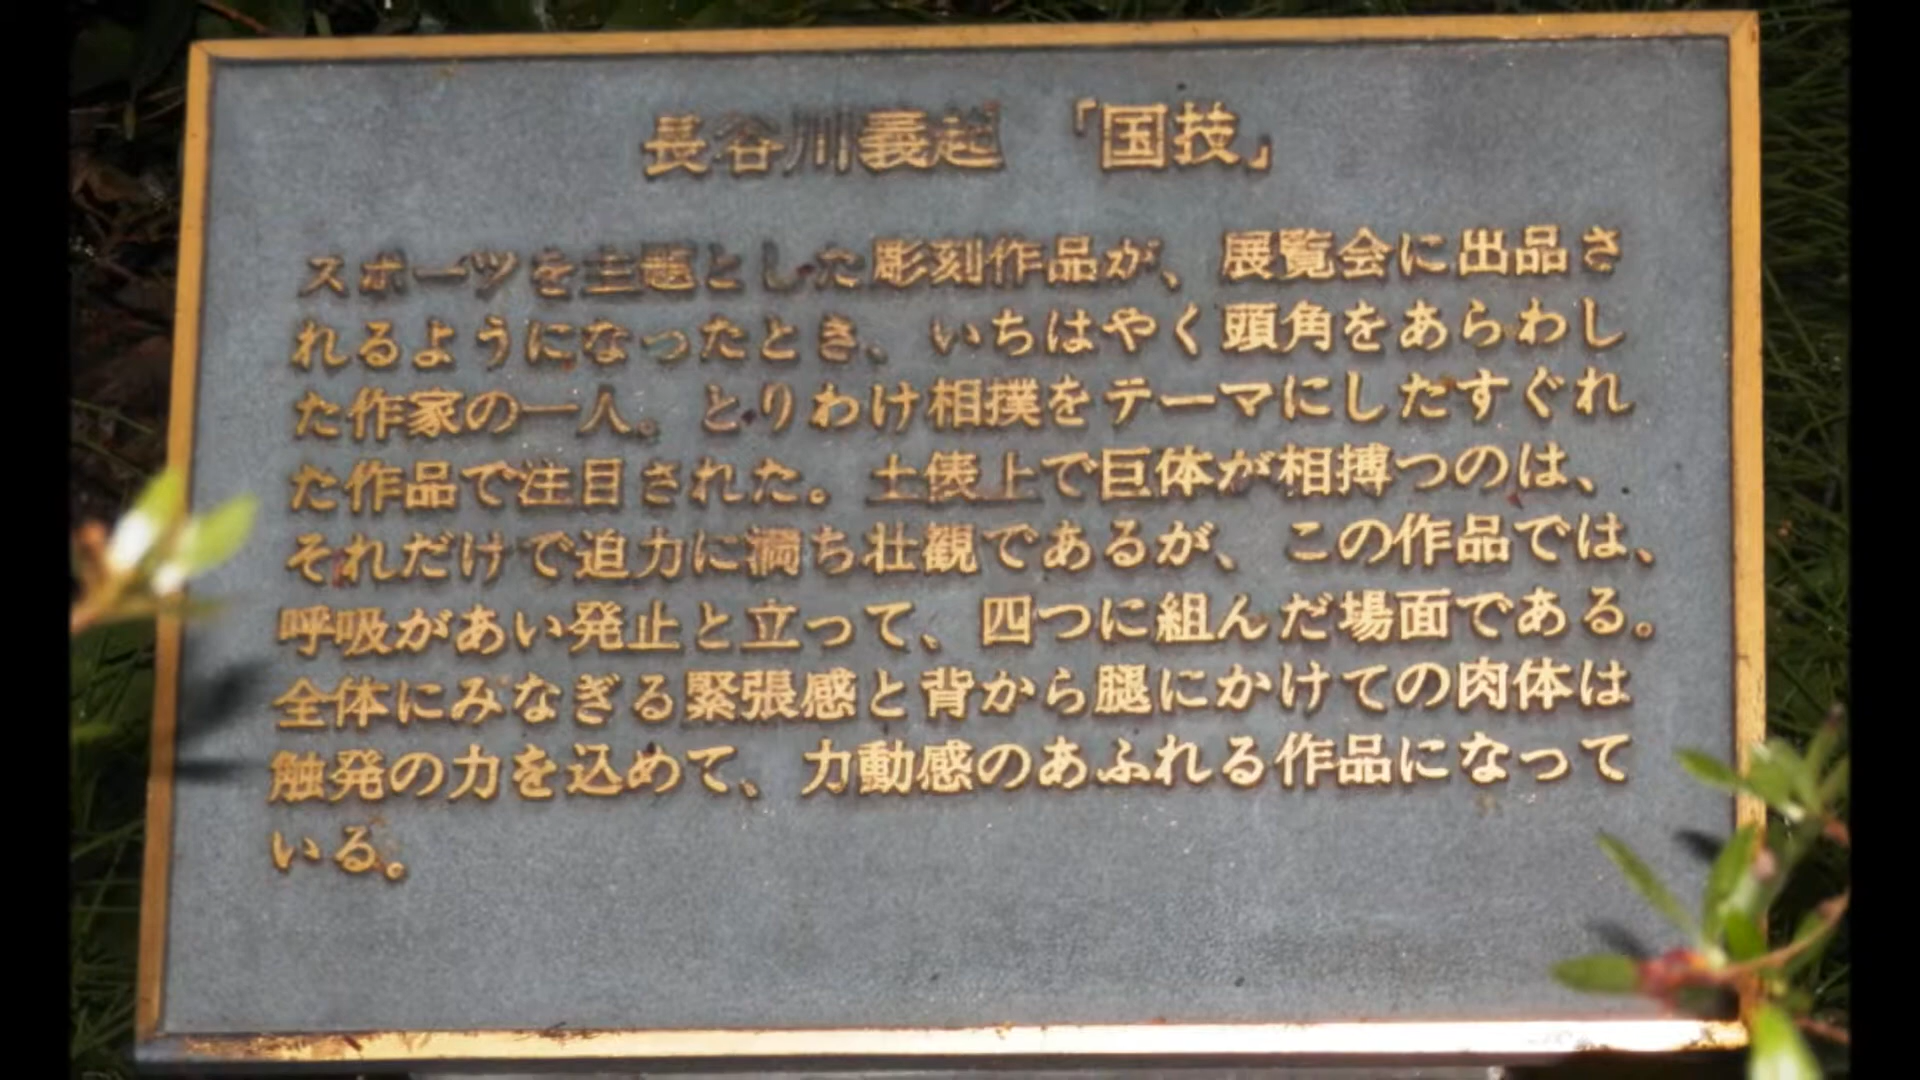 長谷川義起 「国技」
スポーツを主題とした彫刻作品が、展覧会に出品さ
れるようになったとき、いちはやく頭角をあらわし
た作家の一人。とりわけ相撲をテーマにしたすぐれ
た作品で注目された。土俵上で巨体が相搏つのは、
それだけで迫力に満ち壮観であるが、この作品では、
呼吸があい発止と立って、四つに組んだ場面である。
全体にみなぎる緊張感と背から腿にかけての肉体は
触発の力を込めて、力動感のあふれる作品になって
いる。